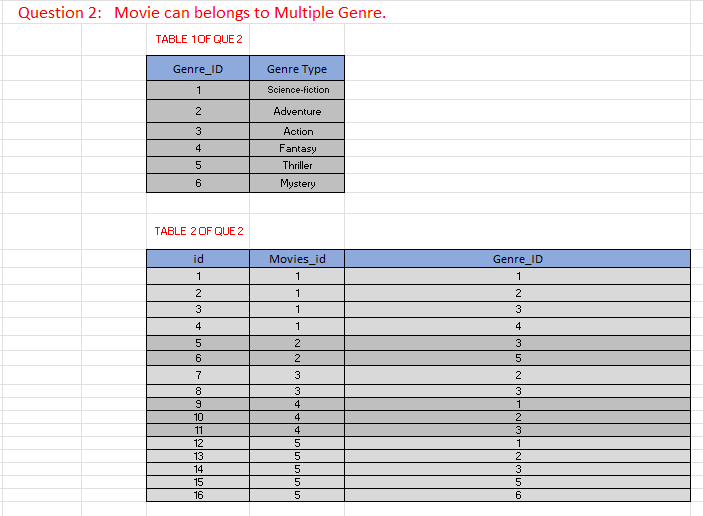 Question 2: Movie can belongs to Multiple Genre.
TABLE 1 OF QUE 2
Genre_ID Genre Type
1 Science-fiction
2 Adventure
3 Action
4 Fantasy
5 Thriller
6 Mystery
TABLE 2 OF QUE 2
id Movies_id Genre_ID
1 1 1
2 1 2
3 1 3
4 1 4
5 2 3
6 2 5
7 3 2
8 3 3
9 4 1
10 4 2
11 4 3
12 5 1
13 5 2
14 5 3
15 5 5
16 5 6